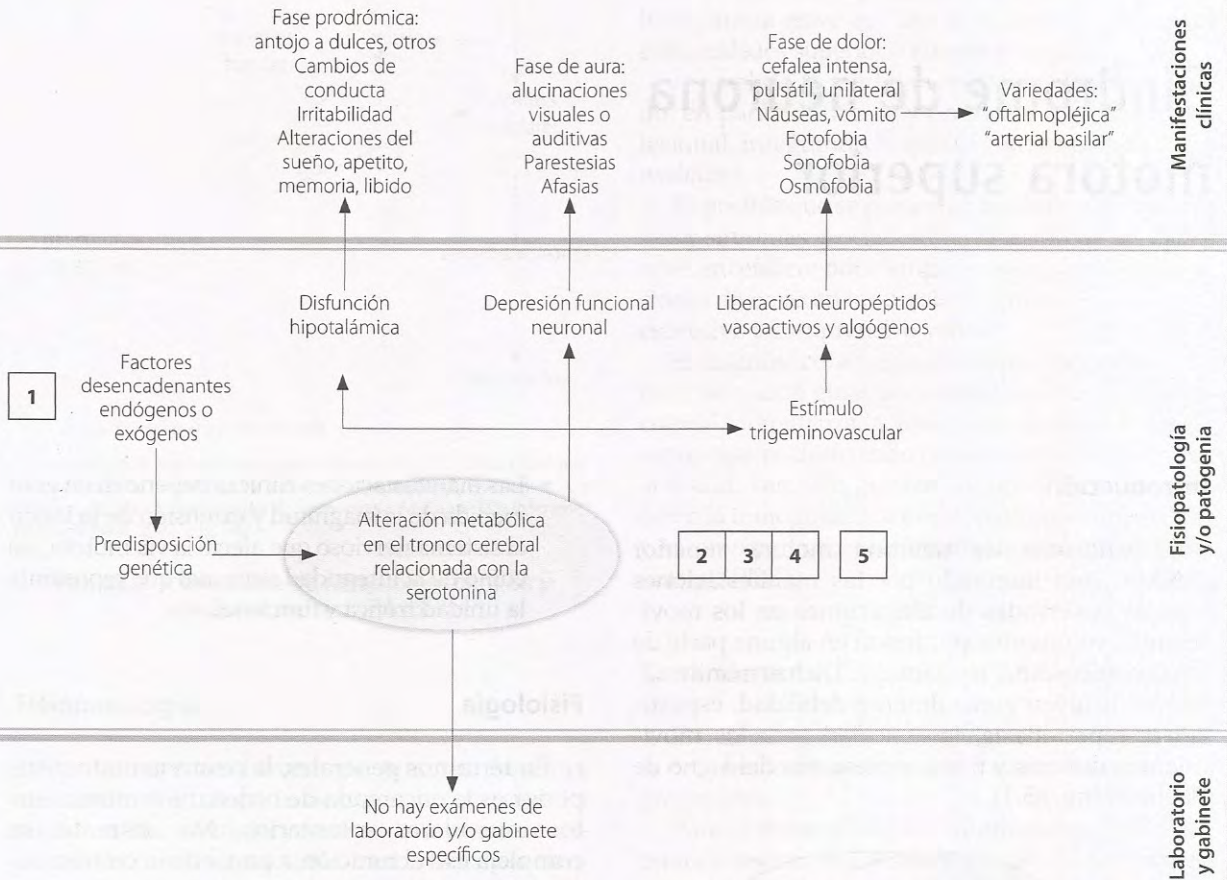 Fase prodrómica:
antojo a dulces, otros
Cambios de
conducta
Irritabilidad
Alteraciones del
sueño, apetito,
memoria, libido
Fase de aura:
alucinaciones
visuales o
auditivas
Parestesias
Afasias
Fase de dolor:
cefalea intensa,
pulsátil, unilateral
Náuseas, vómito
Fotofobia
Sonofobia
Osmofobia
Variedades:
"oftalmopléjica"
"arterial basilar"
Manifestaciones
clínicas
Disfunción
hipotalámica
Depresión funcional
neuronal
Liberación neuropéptidos
vasoactivos y algógenos
1
Factores
desencadenantes
endógenos o
exógenos
Estímulo
trigeminovascular
Predisposición
genética
Alteración metabólica
en el tronco cerebral
relacionada con la
serotonina
2 3 4 5
Fisiopatología
y/o patogenia
No hay exámenes de
laboratorio y/o gabinete
específicos
Laboratorio
y gabinete